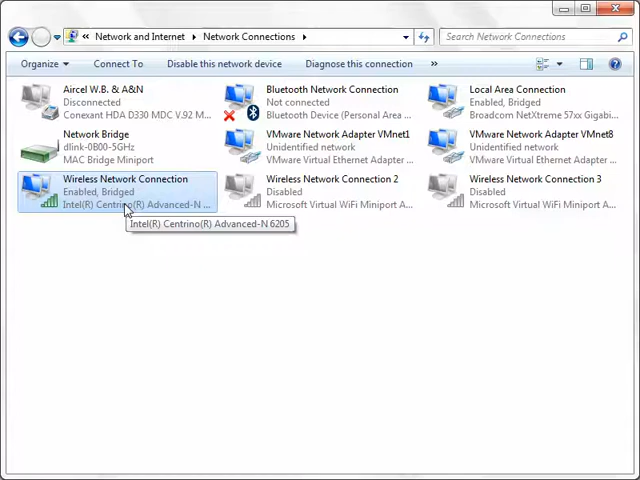 « Network and Internet Network Connections Search Network Connections
Organize Connect To Disable this network device Diagnose this connection »
Aircel W.B. & A&N
Disconnected
Conexant HDA D330 MDC V.92 M...
Bluetooth Network Connection
Not connected
Bluetooth Device (Personal Area ...
Local Area Connection
Enabled, Bridged
Broadcom NetXtreme 57xx Gigabi...
Network Bridge
dlink-0B00-5GHz
MAC Bridge Miniport
VMware Network Adapter VMnet1
Unidentified network
VMware Virtual Ethernet Adapter ...
VMware Network Adapter VMnet8
Unidentified network
VMware Virtual Ethernet Adapter ...
Wireless Network Connection
Enabled, Bridged
Intel(R) Centrino(R) Advanced-N ...
Wireless Network Connection 2
Disabled
Microsoft Virtual WiFi Miniport A...
Wireless Network Connection 3
Disabled
Microsoft Virtual WiFi Miniport A...
Intel(R) Centrino(R) Advanced-N 6205